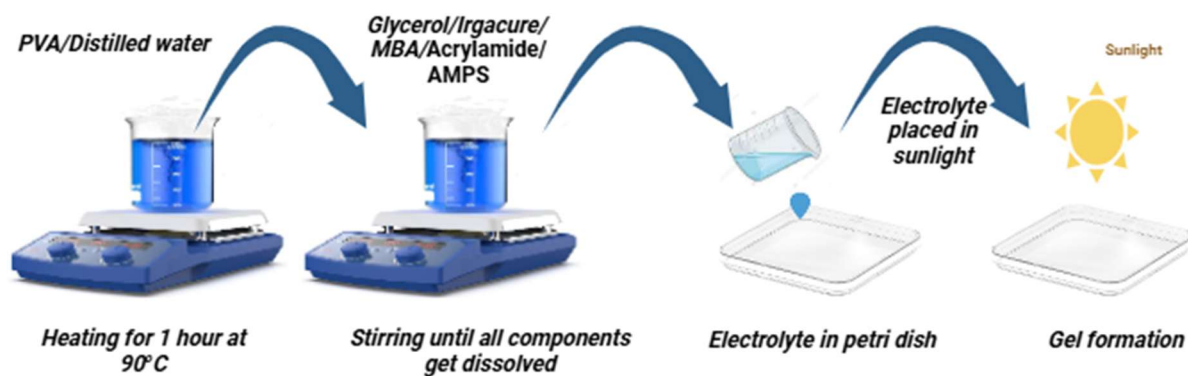 PVA/Distilled water
Glycerol/Irgacure/
MBA/Acrylamide/
AMPS
Sunlight
Electrolyte
placed in
sunlight
Heating for 1 hour at
90°C
Stirring until all components
get dissolved
Electrolyte in petri dish
Gel formation